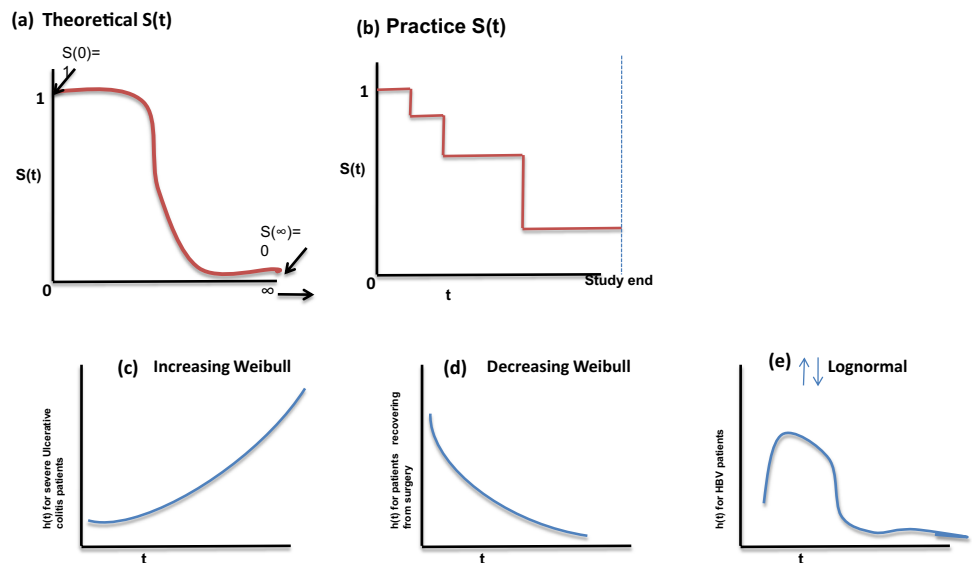 (a) Theoretical S(t)
S(0)=
1
1
S(t)
S(∞)=
0
0
∞
(b) Practice S(t)
1
S(t)
0
t
Study end
(c) Increasing Weibull
h(t) for severe Ulcerative
colitis patients
t
(d) Decreasing Weibull
h(t) for patients recovering
from surgery
t
(e) Lognormal
h(t) for HBV patients
t